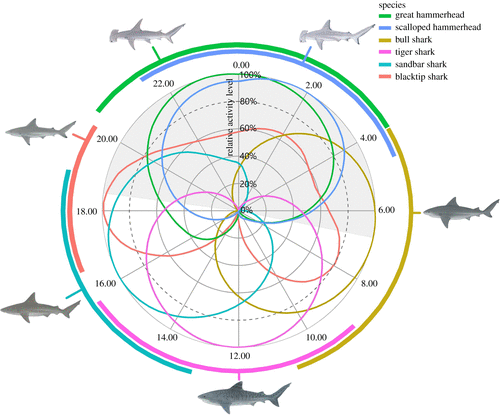 species
great hammerhead
scalloped hammerhead
bull shark
tiger shark
sandbar shark
blacktip shark
0.00
100%
80%
60%
40%
20%
0%
relative activity level
2.00
4.00
6.00
8.00
10.00
12.00
14.00
16.00
18.00
20.00
22.00